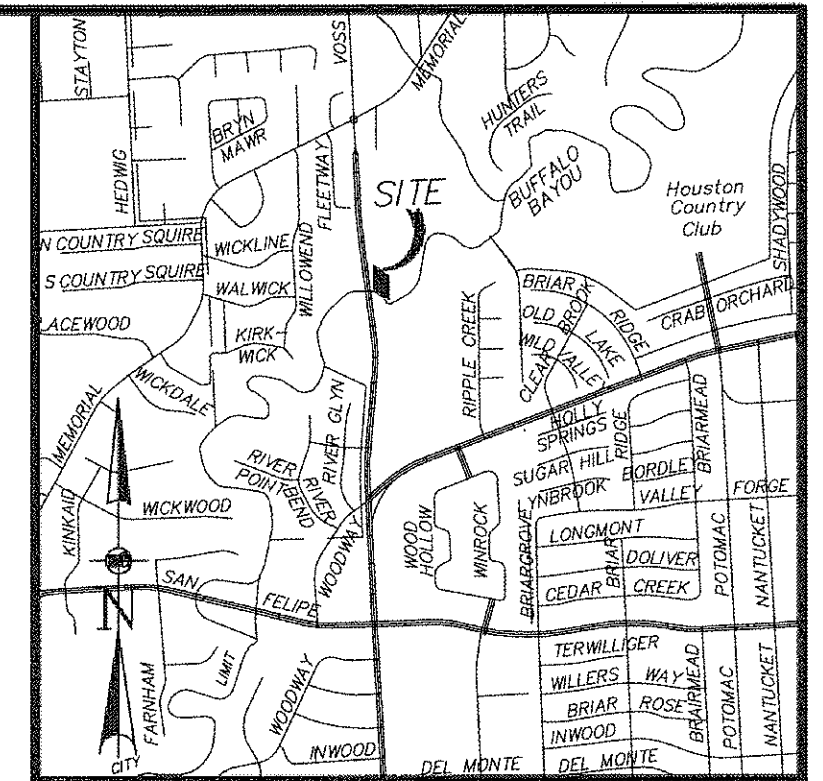 STAYTON
VOSS
MEMORIAL
HUNTERS
TRAIL
BRYN
MAWR
HEDWIG
FLEETWAY
SITE
BUFFALO
BAYOU
Houston
Country
Club
SHADYWOOD
N COUNTRY SQUIRE
WICKLINE
WILLOWEND
S COUNTRY SQUIRE
WALWICK
LACEWOOD
KIRK
WICK
WICKDALE
MEMORIAL
BRIAR
RIDGE
OLD
LAKE
WILD VALLEY
CLEAR BROOK
CRAB ORCHARD
RIPPLE CREEK
HOLLY
SPRINGS
RIDGE
BRIARMEAD
SUGAR HILL
BORDLEY
LYNBROOK
VALLEY FORGE
RIVER GLYN
RIVER
POINT
RIVER
BEND
KINKAID
WICKWOOD
WOODWAY
WOOD
HOLLOW
WINROCK
BRIARGROVE
LONGMONT
BRIAR
DOLIVER
CEDAR CREEK
POTOMAC
NANTUCKET
N
SAN FELIPE
TERWILLIGER
WILLERS WAY
BRIAR ROSE
INWOOD
DEL MONTE
DEL MONTE
BRAIRMEAD
POTOMAC
NANTUCKET
FARNHAM
LIMIT
WOODWAY
INWOOD
CITY